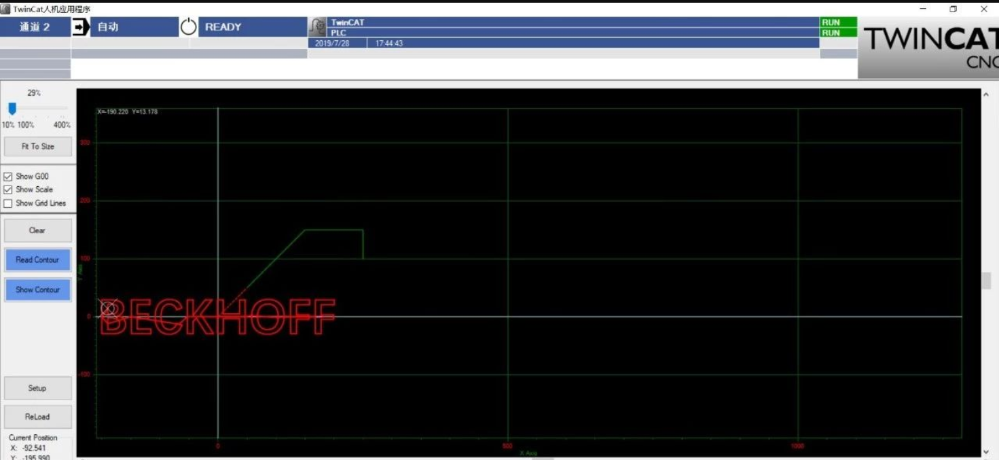 TwinCat人机应用程序
通道 2
自动
READY
TwinCAT
PLC
2019/7/28 17:44:43
RUN
RUN
TWINCAT
CNC
29%
10% 100% 400%
Fit To Size
Show G00
Show Scale
Show Grid Lines
Clear
Read Contour
Show Contour
Setup
ReLoad
Current Position
X: -92.541
Y: -195.990
X=-190.220 Y=13.178
300
200
100
Y Axis
0
-100
BECKHOFF
0
500
1000
X Axis